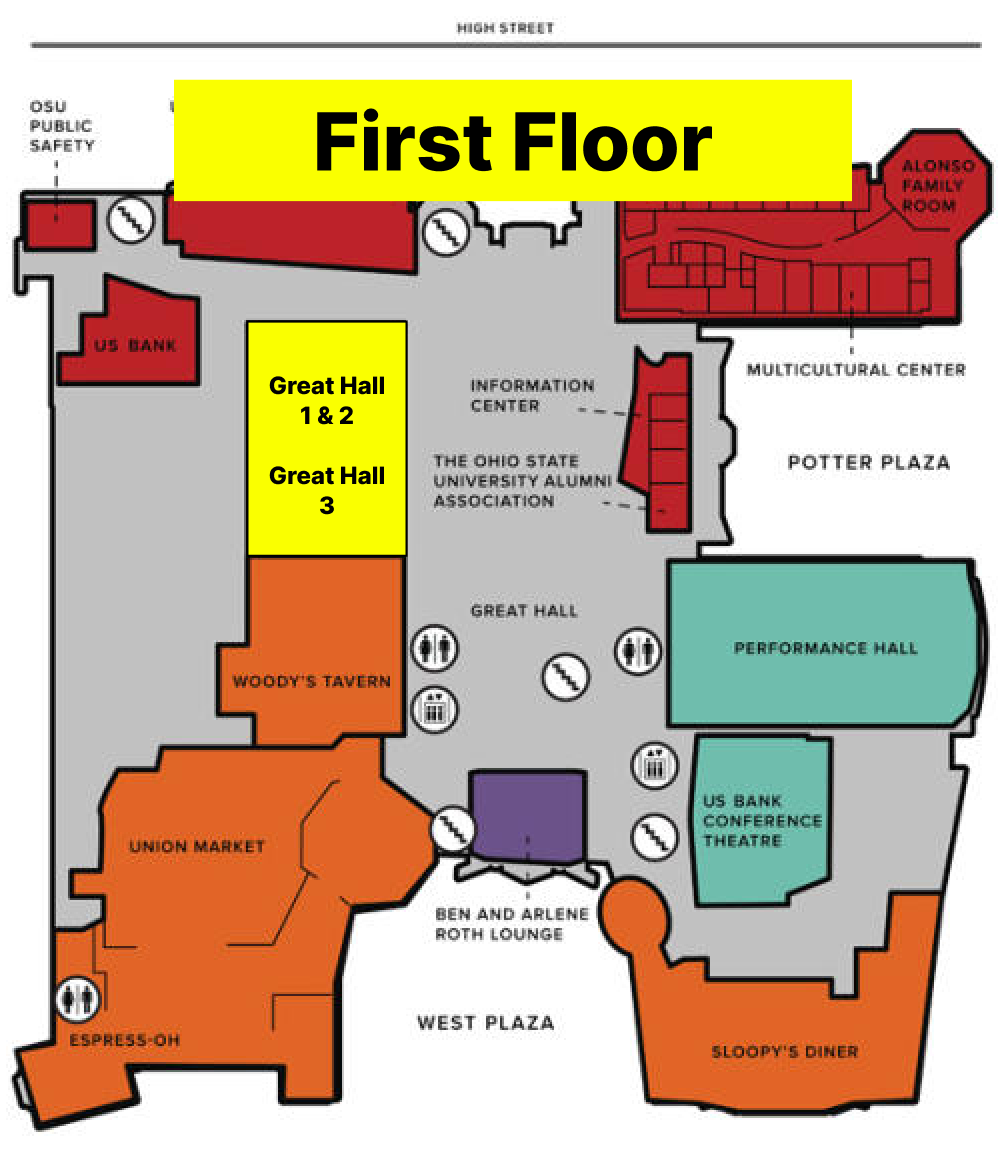 HIGH STREET
OSU
PUBLIC
SAFETY
First Floor
ALONSO
FAMILY
ROOM
US BANK
MULTICULTURAL CENTER
Great Hall
1 & 2
Great Hall
3
INFORMATION
CENTER
THE OHIO STATE
UNIVERSITY ALUMNI
ASSOCIATION
POTTER PLAZA
GREAT HALL
PERFORMANCE HALL
WOODY'S TAVERN
US BANK
CONFERENCE
THEATRE
UNION MARKET
BEN AND ARLENE
ROTH LOUNGE
WEST PLAZA
ESPRESS-OH
SLOOPY'S DINER